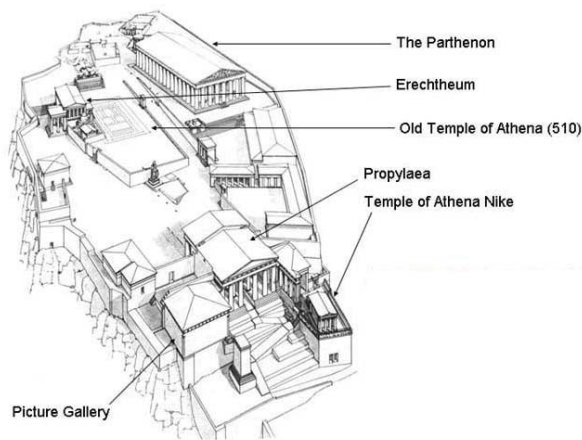 The Parthenon
Erechtheum
Old Temple of Athena (510)
Propylaea
Temple of Athena Nike
Picture Gallery